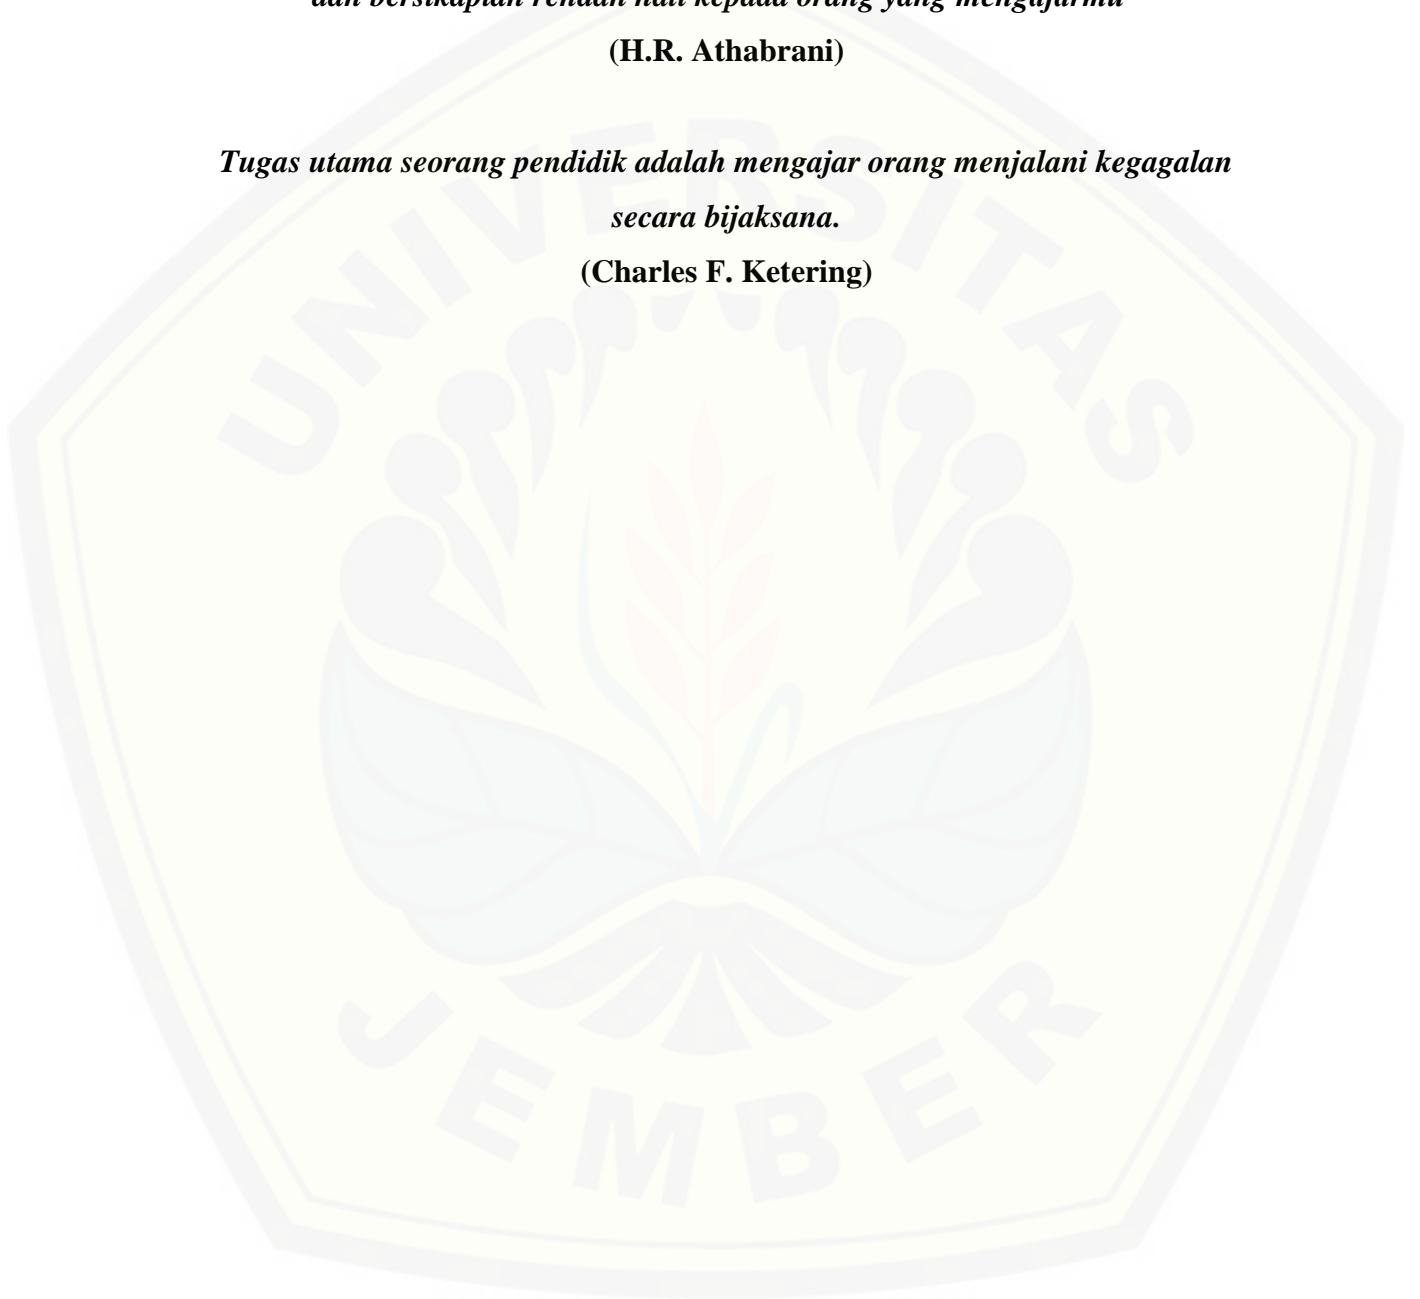 dan bersikaplah rendah hati kepada orang yang mengajarmu
(H.R. Athabrani)
Tugas utama seorang pendidik adalah mengajar orang menjalani kegagalan
secara bijaksana.
(Charles F. Ketering)
UNIVERSITAS
JEMBER